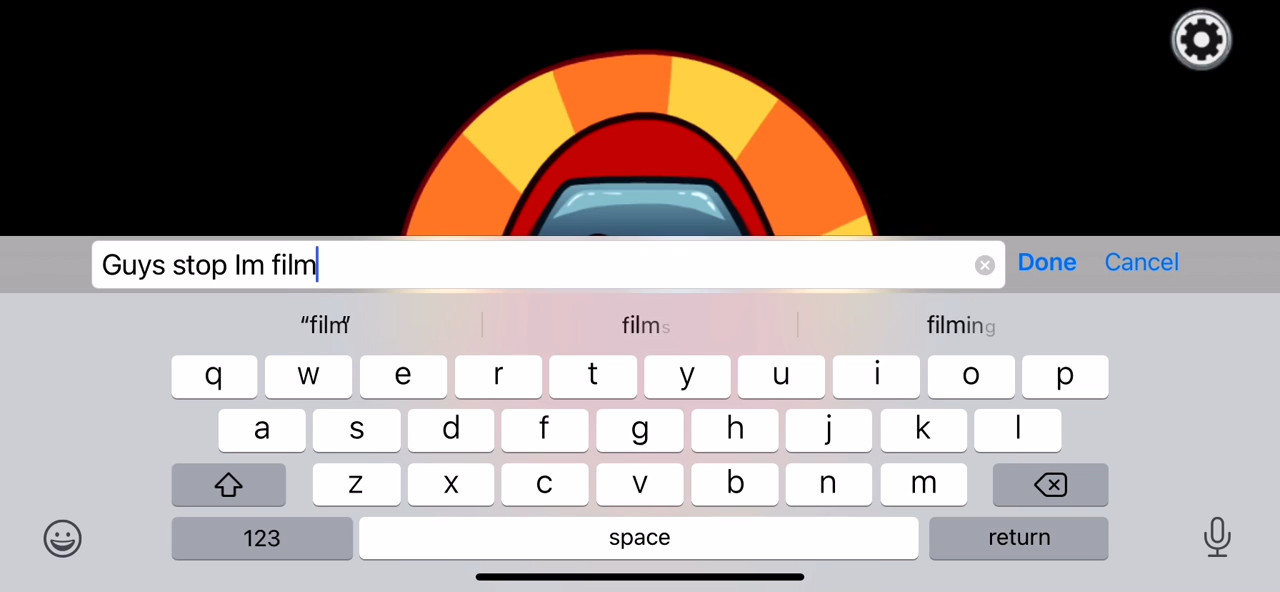 Guys stop Im film
Done
Cancel
“film”
films
filming
q w e r t y u i o p
a s d f g h j k l
z x c v b n m
123
space
return